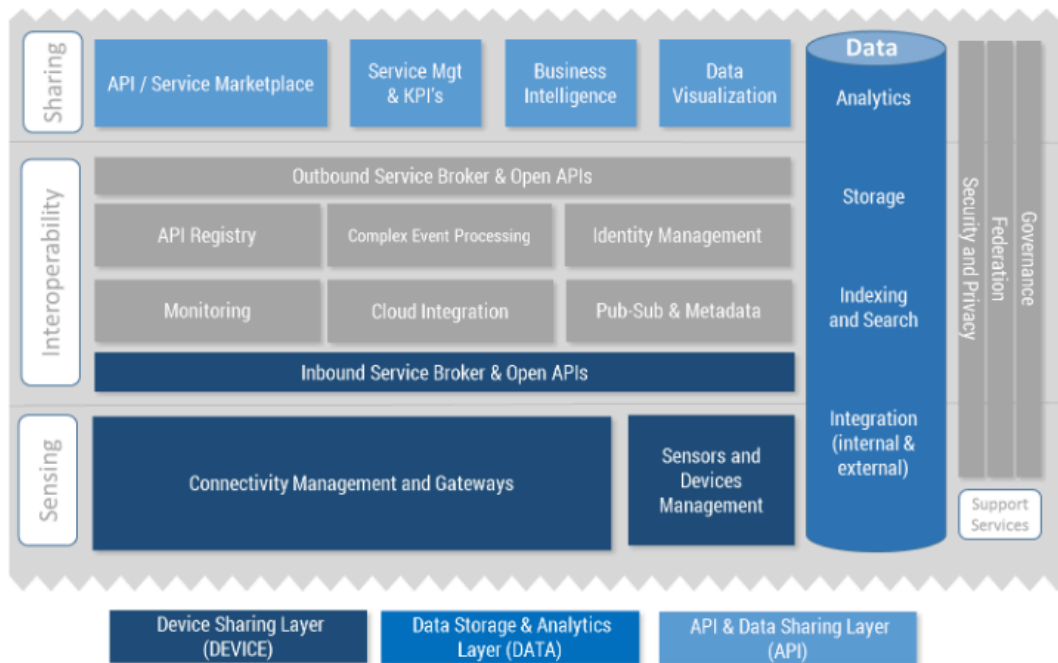 Sharing
API / Service Marketplace
Service Mgt
& KPI's
Business
Intelligence
Data
Visualization
Interoperability
Outbound Service Broker & Open APIs
API Registry
Complex Event Processing
Identity Management
Monitoring
Cloud Integration
Pub-Sub & Metadata
Inbound Service Broker & Open APIs
Sensing
Connectivity Management and Gateways
Sensors and
Devices
Management
Data
Analytics
Storage
Indexing
and Search
Integration
(internal &
external)
Security and Privacy
Federation
Governance
Support
Services
Device Sharing Layer
(DEVICE)
Data Storage & Analytics
Layer (DATA)
API & Data Sharing Layer
(API)